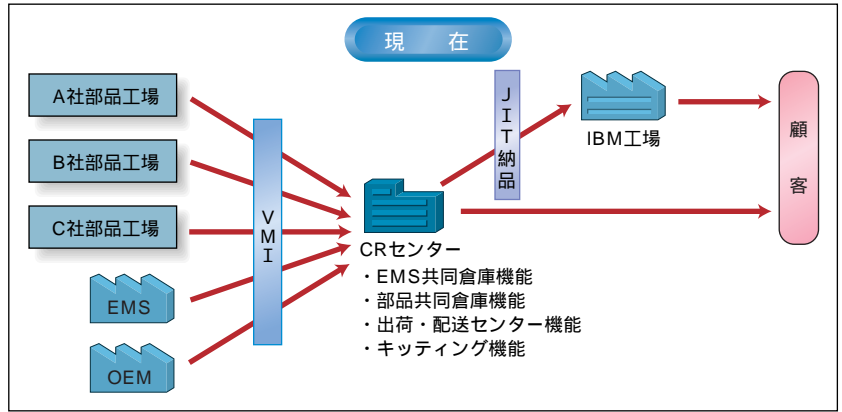 現 在
A社部品工場
B社部品工場
C社部品工場
EMS
OEM
VMI
CRセンター
・EMS共同倉庫機能
・部品共同倉庫機能
・出荷・配送センター機能
・キッティング機能
JIT納品
IBM工場
顧客